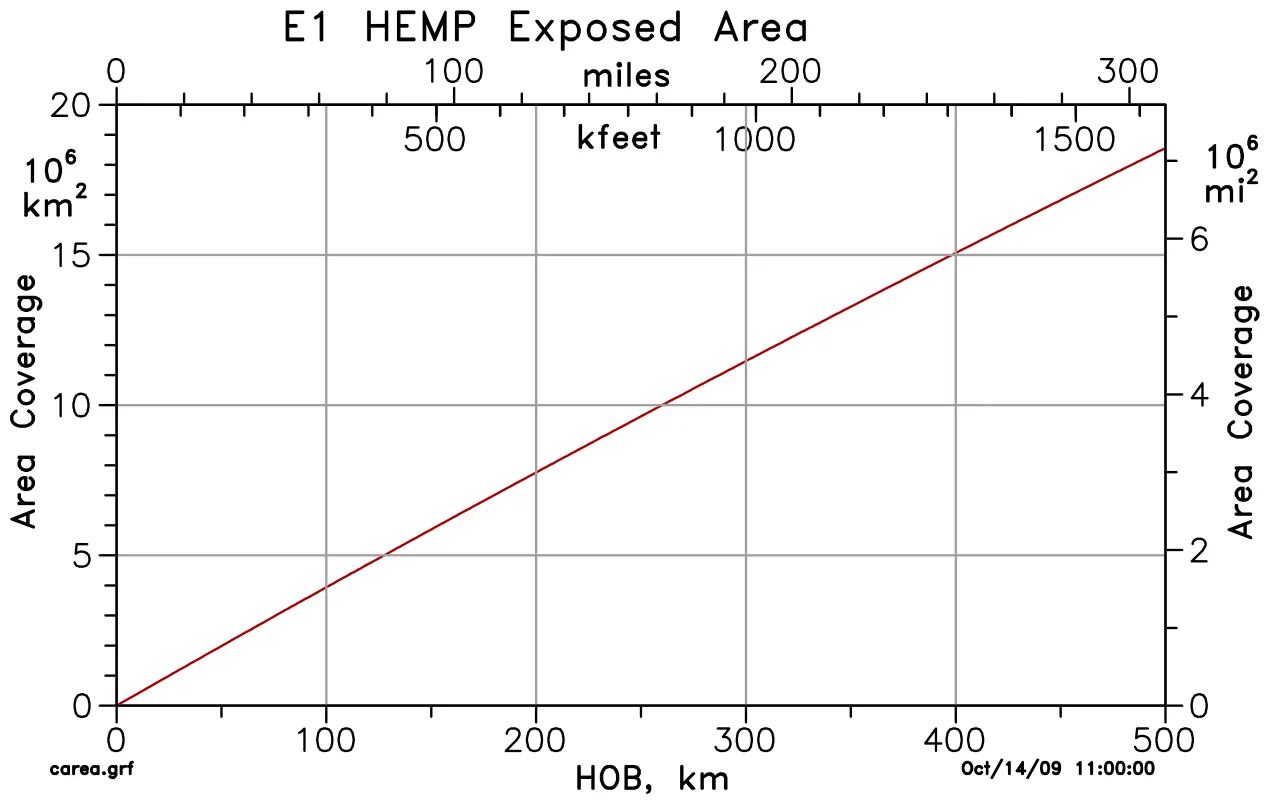 E1 HEMP Exposed Area
0 100 miles 200 300
500 kfeet 1000 1500
20
10⁶ km²
15
10
5
0
Area Coverage
10⁶ mi²
6
4
2
0
Area Coverage
0 100 200 300 400 500
HOB, km
carea.grf
Oct/14/09 11:00:00